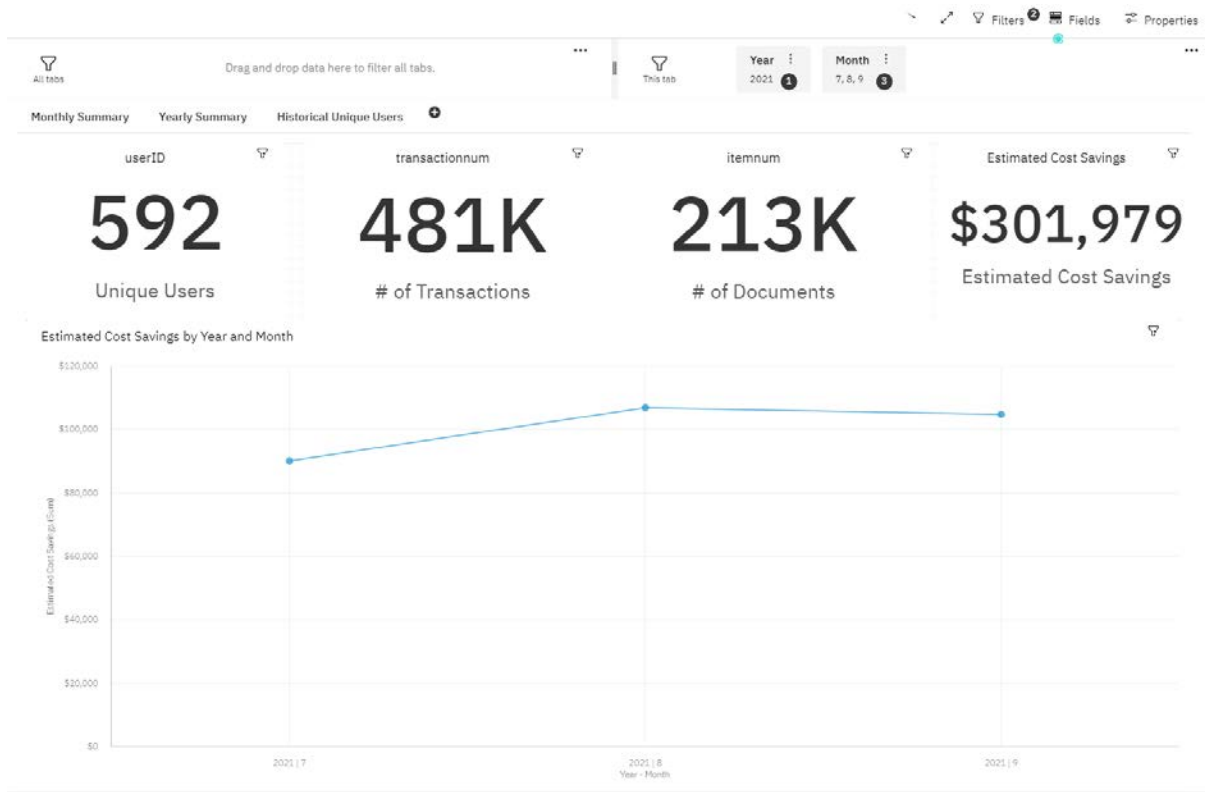 Filters 2 Fields Properties
All tabs
Drag and drop data here to filter all tabs.
This tab
Year
2021 1
Month
7, 8, 9 3
Monthly Summary Yearly Summary Historical Unique Users
userID
592
Unique Users
transactionnum
481K
# of Transactions
itemnum
213K
# of Documents
Estimated Cost Savings
$301,979
Estimated Cost Savings
Estimated Cost Savings by Year and Month
Estimated Cost Savings (Sum)
$120,000
$100,000
$80,000
$60,000
$40,000
$20,000
$0
2021 | 7
2021 | 8
2021 | 9
Year - Month